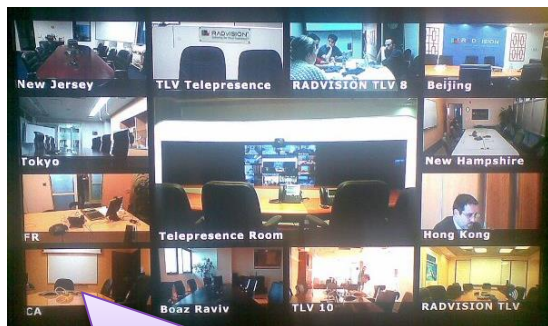 New Jersey
TLV Telepresence
RADVISION
RADVISION TLV 8
Beijing
Tokyo
New Hampshire
FR
Telepresence Room
Hong Kong
CA
Boaz Raviv
TLV 10
RADVISION TLV